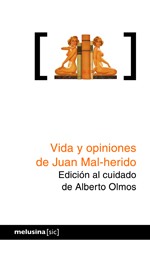 [ ]
Vida y opiniones
de Juan Mal-herido
Edición al cuidado
de Alberto Olmos
melusina[sic]